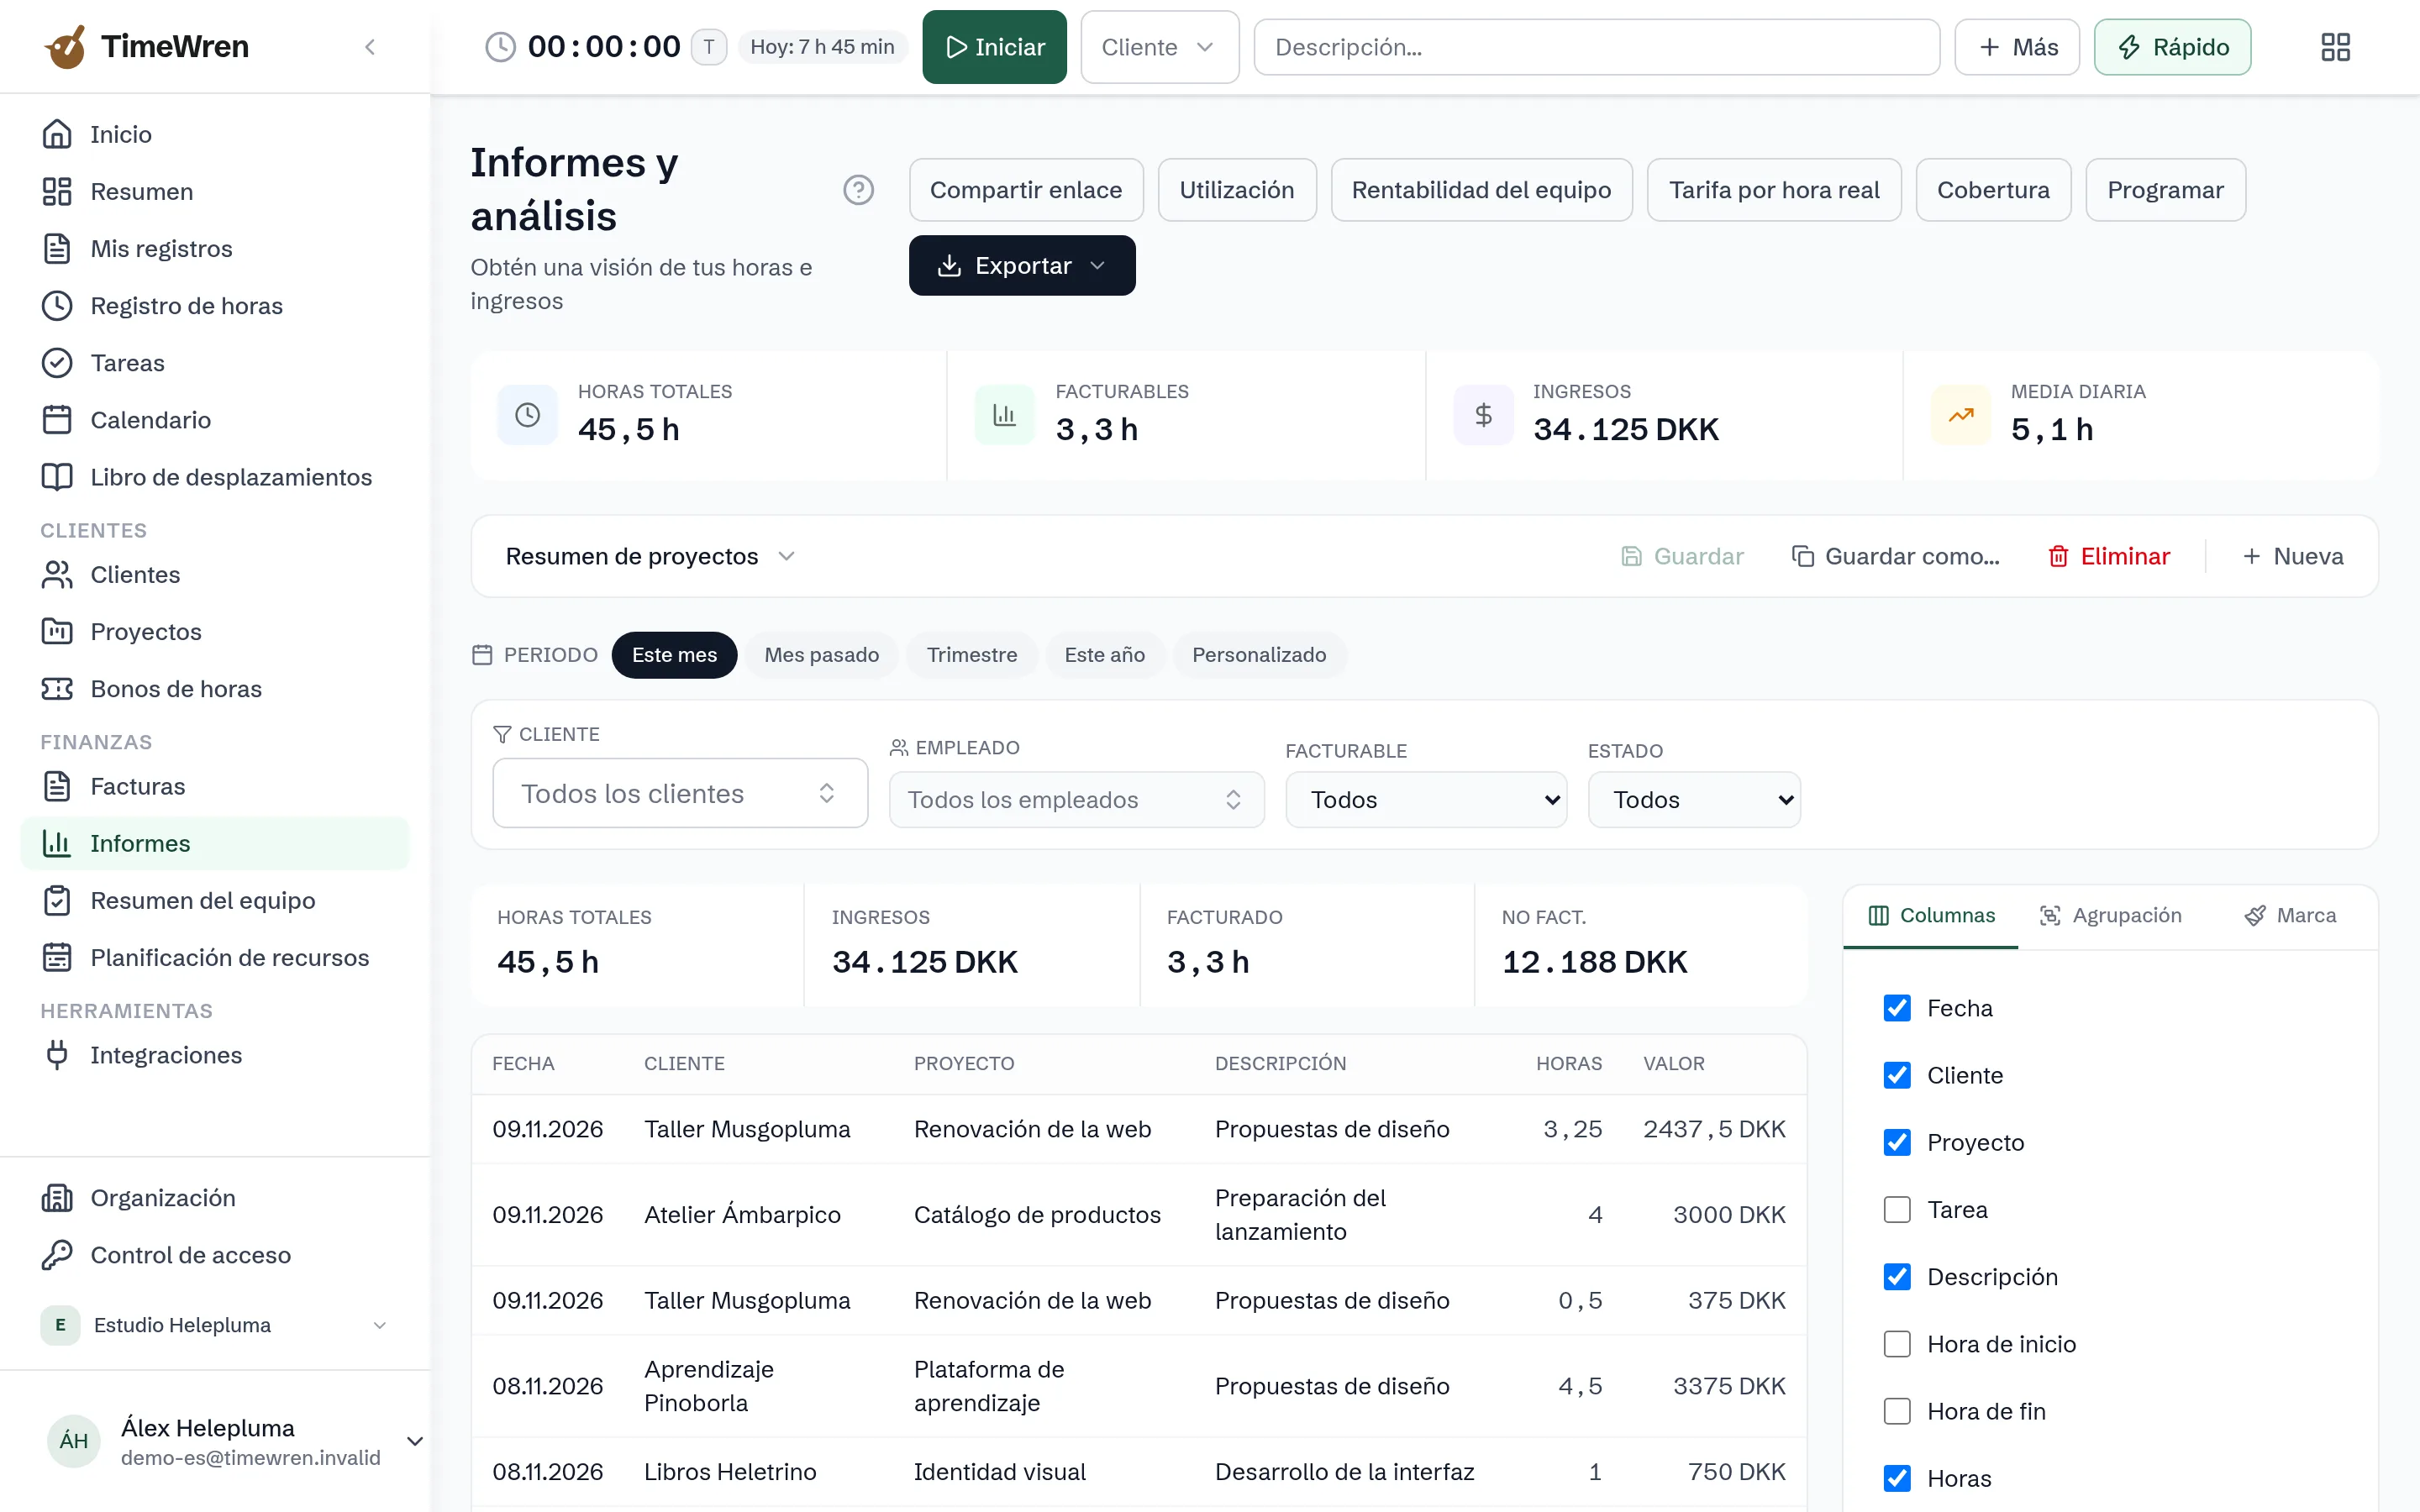 TimeWren
00:00:00 T Hoy: 7 h 45 min Iniciar Cliente Descripción... Más Rápido
Inicio
Resumen
Mis registros
Registro de horas
Tareas
Calendario
Libro de desplazamientos
CLIENTES
Clientes
Proyectos
Bonos de horas
FINANZAS
Facturas
Informes
Resumen del equipo
Planificación de recursos
HERRAMIENTAS
Integraciones
Organización
Control de acceso
E Estudio Helepluma
ÁH Álex Helepluma
demo-es@timewren.invalid
Informes y
análisis
Obtén una visión de tus horas e
ingresos
Compartir enlace Utilización Rentabilidad del equipo Tarifa por hora real Cobertura Programar
Exportar
HORAS TOTALES
45,5 h
FACTURABLES
3,3 h
INGRESOS
34.125 DKK
MEDIA DIARIA
5,1 h
Resumen de proyectos Guardar Guardar como... Eliminar Nueva
PERIODO Este mes Mes pasado Trimestre Este año Personalizado
CLIENTE
Todos los clientes
EMPLEADO
Todos los empleados
FACTURABLE
Todos
ESTADO
Todos
HORAS TOTALES
45,5 h
INGRESOS
34.125 DKK
FACTURADO
3,3 h
NO FACT.
12.188 DKK
FECHA CLIENTE PROYECTO DESCRIPCIÓN HORAS VALOR
09.11.2026 Taller Musgopluma Renovación de la web Propuestas de diseño 3,25 2437,5 DKK
09.11.2026 Atelier Ámbarpico Catálogo de productos Preparación del
lanzamiento 4 3000 DKK
09.11.2026 Taller Musgopluma Renovación de la web Propuestas de diseño 0,5 375 DKK
08.11.2026 Aprendizaje
Pinoborla Plataforma de
aprendizaje Propuestas de diseño 4,5 3375 DKK
08.11.2026 Libros Heletrino Identidad visual Desarrollo de la interfaz 1 750 DKK
Columnas Agrupación Marca
Fecha
Cliente
Proyecto
Tarea
Descripción
Hora de inicio
Hora de fin
Horas